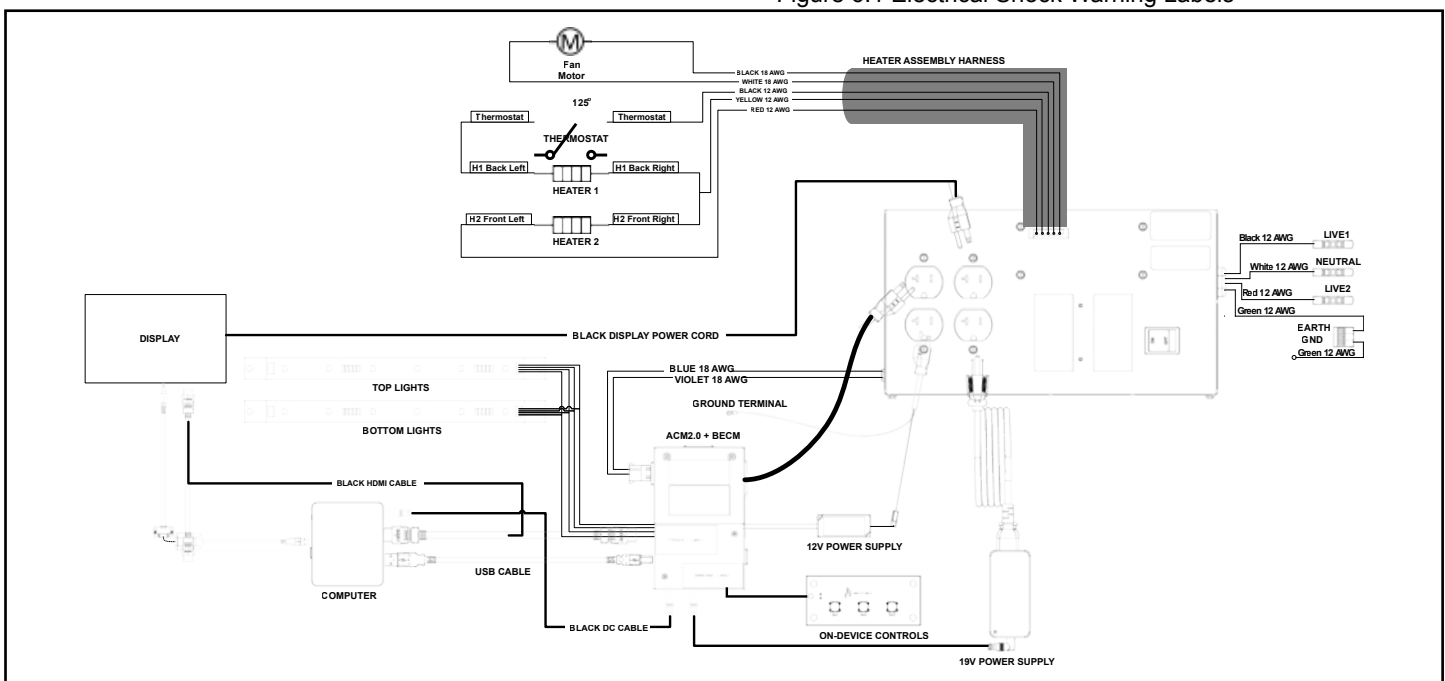 Figure 6.1 Electrical Shock Warning Labels
M
Fan
Motor
HEATER ASSEMBLY HARNESS
BLACK 18 AWG
WHITE 18 AWG
BLACK 12 AWG
YELLOW 12 AWG
RED 12 AWG
125°
Thermostat
Thermostat
THERMOSTAT
H1 Back Left
H1 Back Right
HEATER 1
H2 Front Left
H2 Front Right
HEATER 2
Black 12 AWG
LIVE1
White 12 AWG
NEUTRAL
Red 12 AWG
LIVE2
Green 12 AWG
EARTH
GND
Green 12 AWG
DISPLAY
BLACK DISPLAY POWER CORD
TOP LIGHTS
BLUE 18 AWG
VIOLET 18 AWG
GROUND TERMINAL
BOTTOM LIGHTS
ACM2.0 + BECM
BLACK HDMI CABLE
12V POWER SUPPLY
USB CABLE
COMPUTER
BLACK DC CABLE
ON-DEVICE CONTROLS
19V POWER SUPPLY